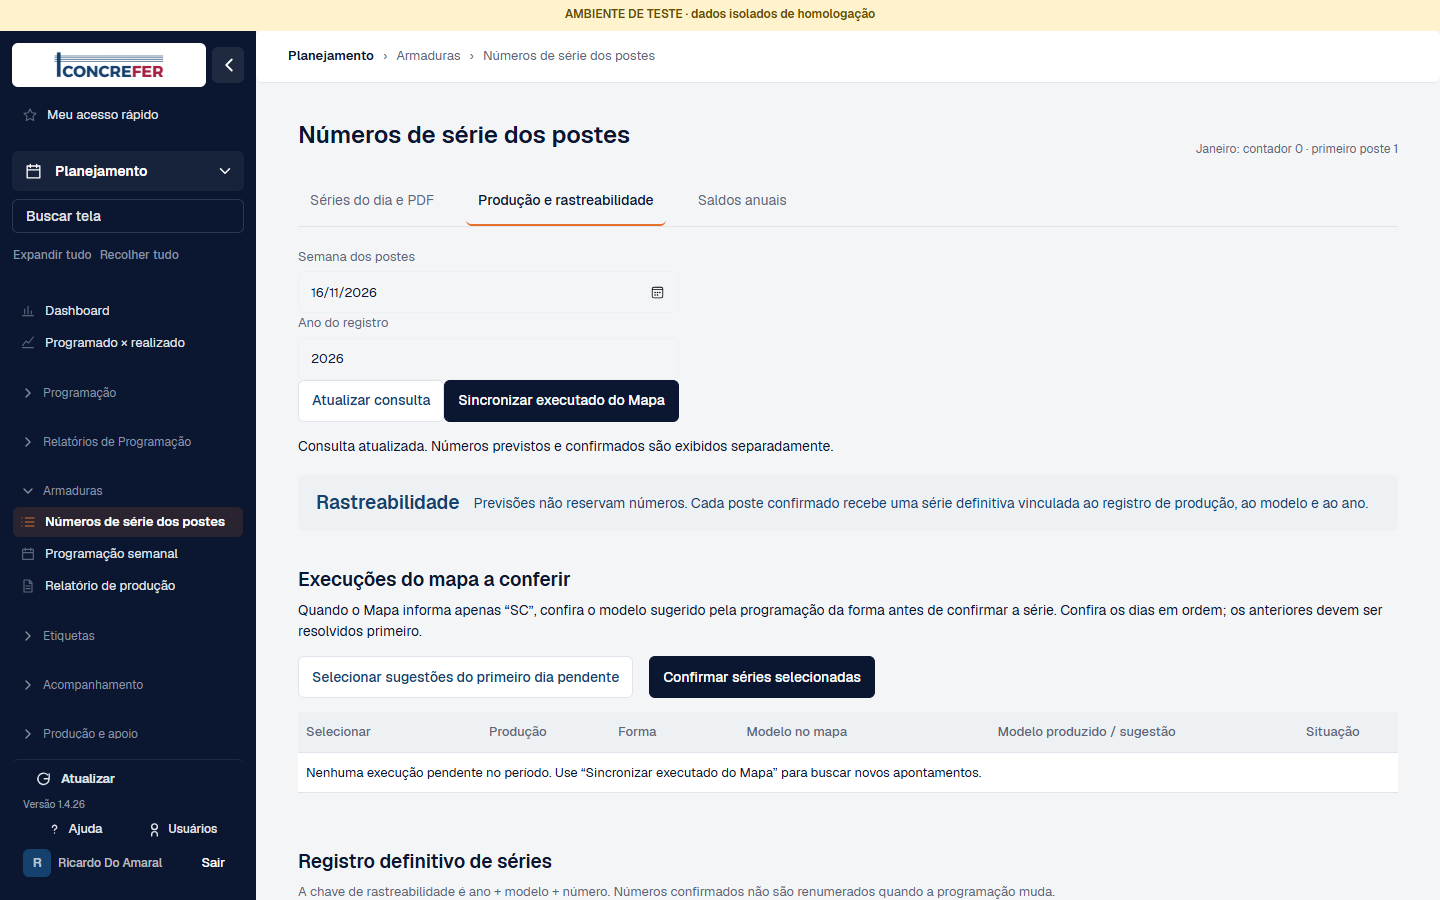 AMBIENTE DE TESTE · dados isolados de homologação
CONCREFER
Meu acesso rápido
Planejamento
Buscar tela
Expandir tudo Recolher tudo
Dashboard
Programado × realizado
Programação
Relatórios de Programação
Armaduras
Números de série dos postes
Programação semanal
Relatório de produção
Etiquetas
Acompanhamento
Produção e apoio
Atualizar
Versão 1.4.26
? Ajuda Usuários
R Ricardo Do Amaral Sair
Planejamento › Armaduras › Números de série dos postes
Números de série dos postes
Janeiro: contador 0 · primeiro poste 1
Séries do dia e PDF Produção e rastreabilidade Saldos anuais
Semana dos postes
16/11/2026
Ano do registro
2026
Atualizar consulta Sincronizar executado do Mapa
Consulta atualizada. Números previstos e confirmados são exibidos separadamente.
Rastreabilidade Previsões não reservam números. Cada poste confirmado recebe uma série definitiva vinculada ao registro de produção, ao modelo e ao ano.
Execuções do mapa a conferir
Quando o Mapa informa apenas “SC”, confira o modelo sugerido pela programação da forma antes de confirmar a série. Confira os dias em ordem; os anteriores devem ser
resolvidos primeiro.
Selecionar sugestões do primeiro dia pendente Confirmar séries selecionadas
Selecionar Produção Forma Modelo no mapa Modelo produzido / sugestão Situação
Nenhuma execução pendente no período. Use “Sincronizar executado do Mapa” para buscar novos apontamentos.
Registro definitivo de séries
A chave de rastreabilidade é ano + modelo + número. Números confirmados não são renumerados quando a programação muda.